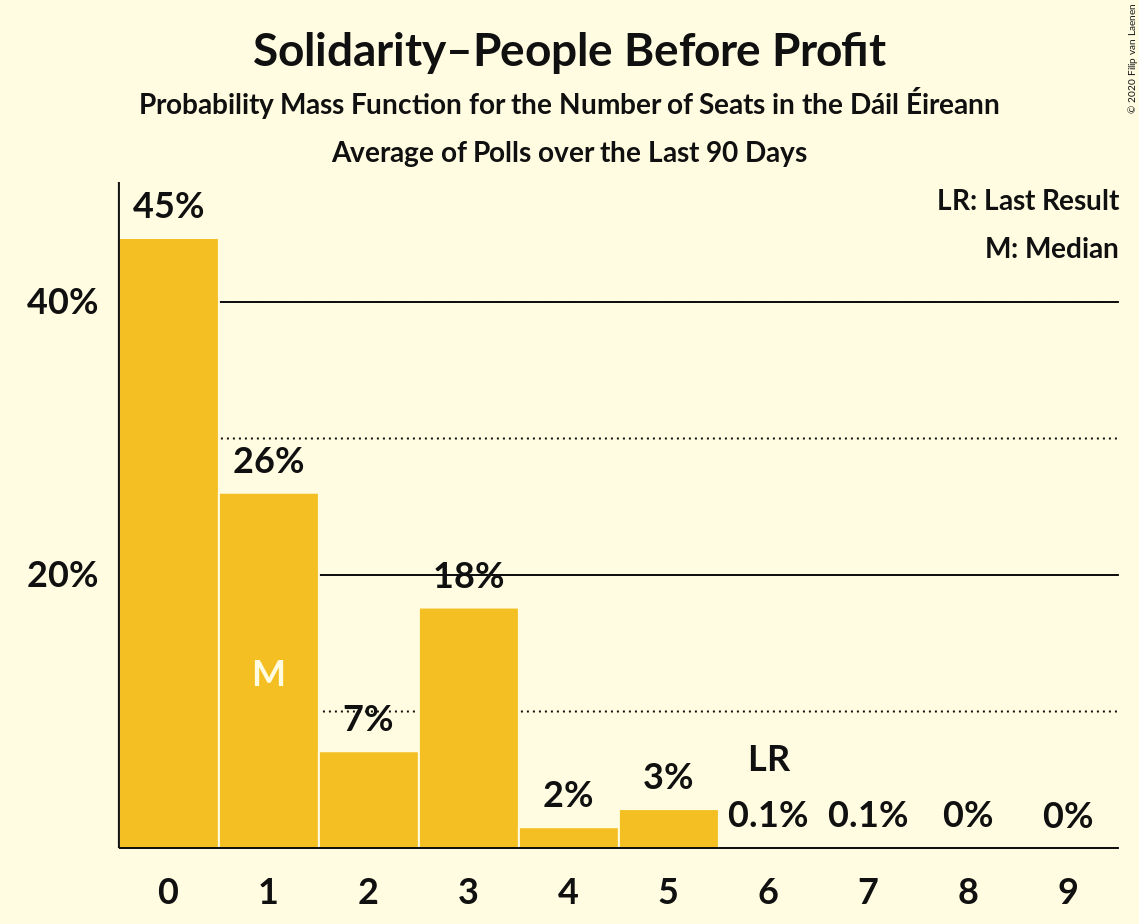 Solidarity–People Before Profit
Probability Mass Function for the Number of Seats in the Dáil Éireann
Average of Polls over the Last 90 Days
© 2020 Filip van Laenen
LR: Last Result
M: Median
45%
40%
26%
20%
18%
M
7%
LR
3%
2%
0.1%
0.1%
0%
0%
0 1 2 3 4 5 6 7 8 9